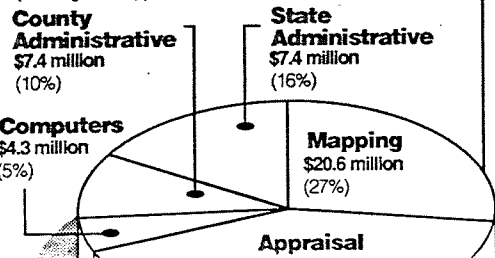 County
Administrative
$7.4 million
(10%)
State
Administrative
$7.4 million
(16%)
Computers
$4.3 million
(5%)
Mapping
$20.6 million
(27%)
Appraisal